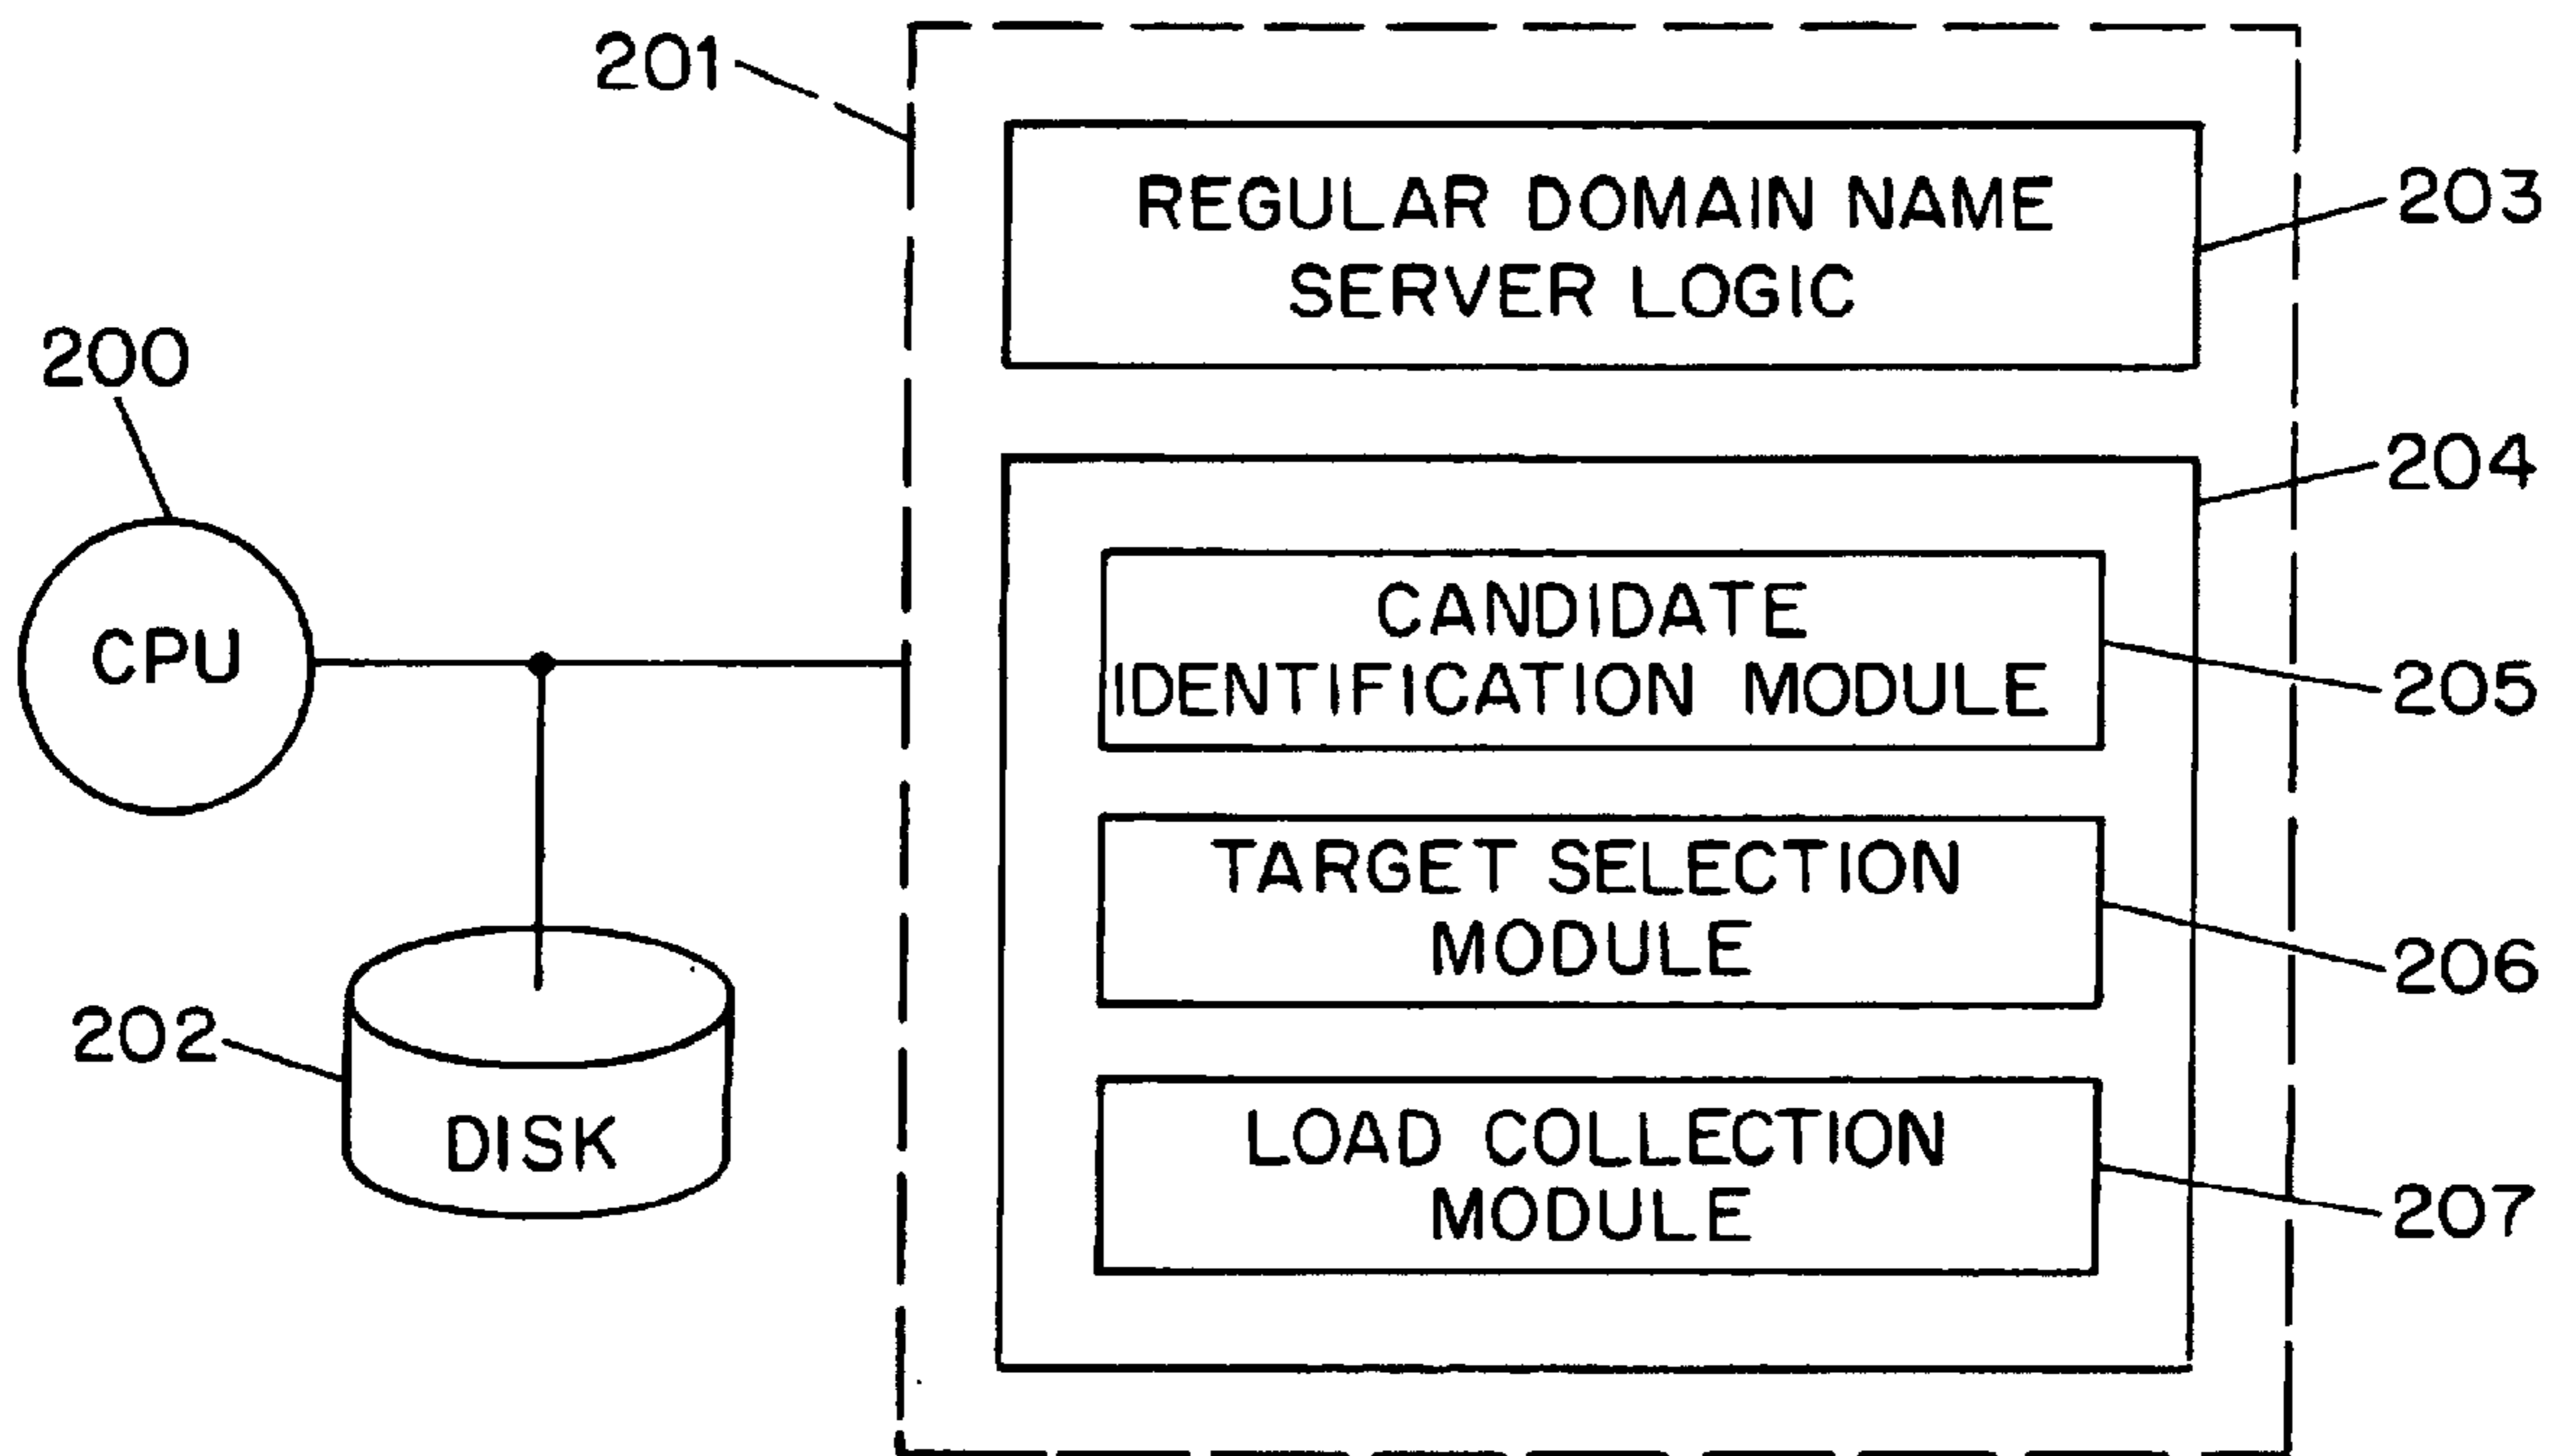 201
REGULAR DOMAIN NAME
SERVER LOGIC
203
200
204
CPU
CANDIDATE
IDENTIFICATION MODULE
205
TARGET SELECTION
MODULE
206
202
DISK
LOAD COLLECTION
MODULE
207